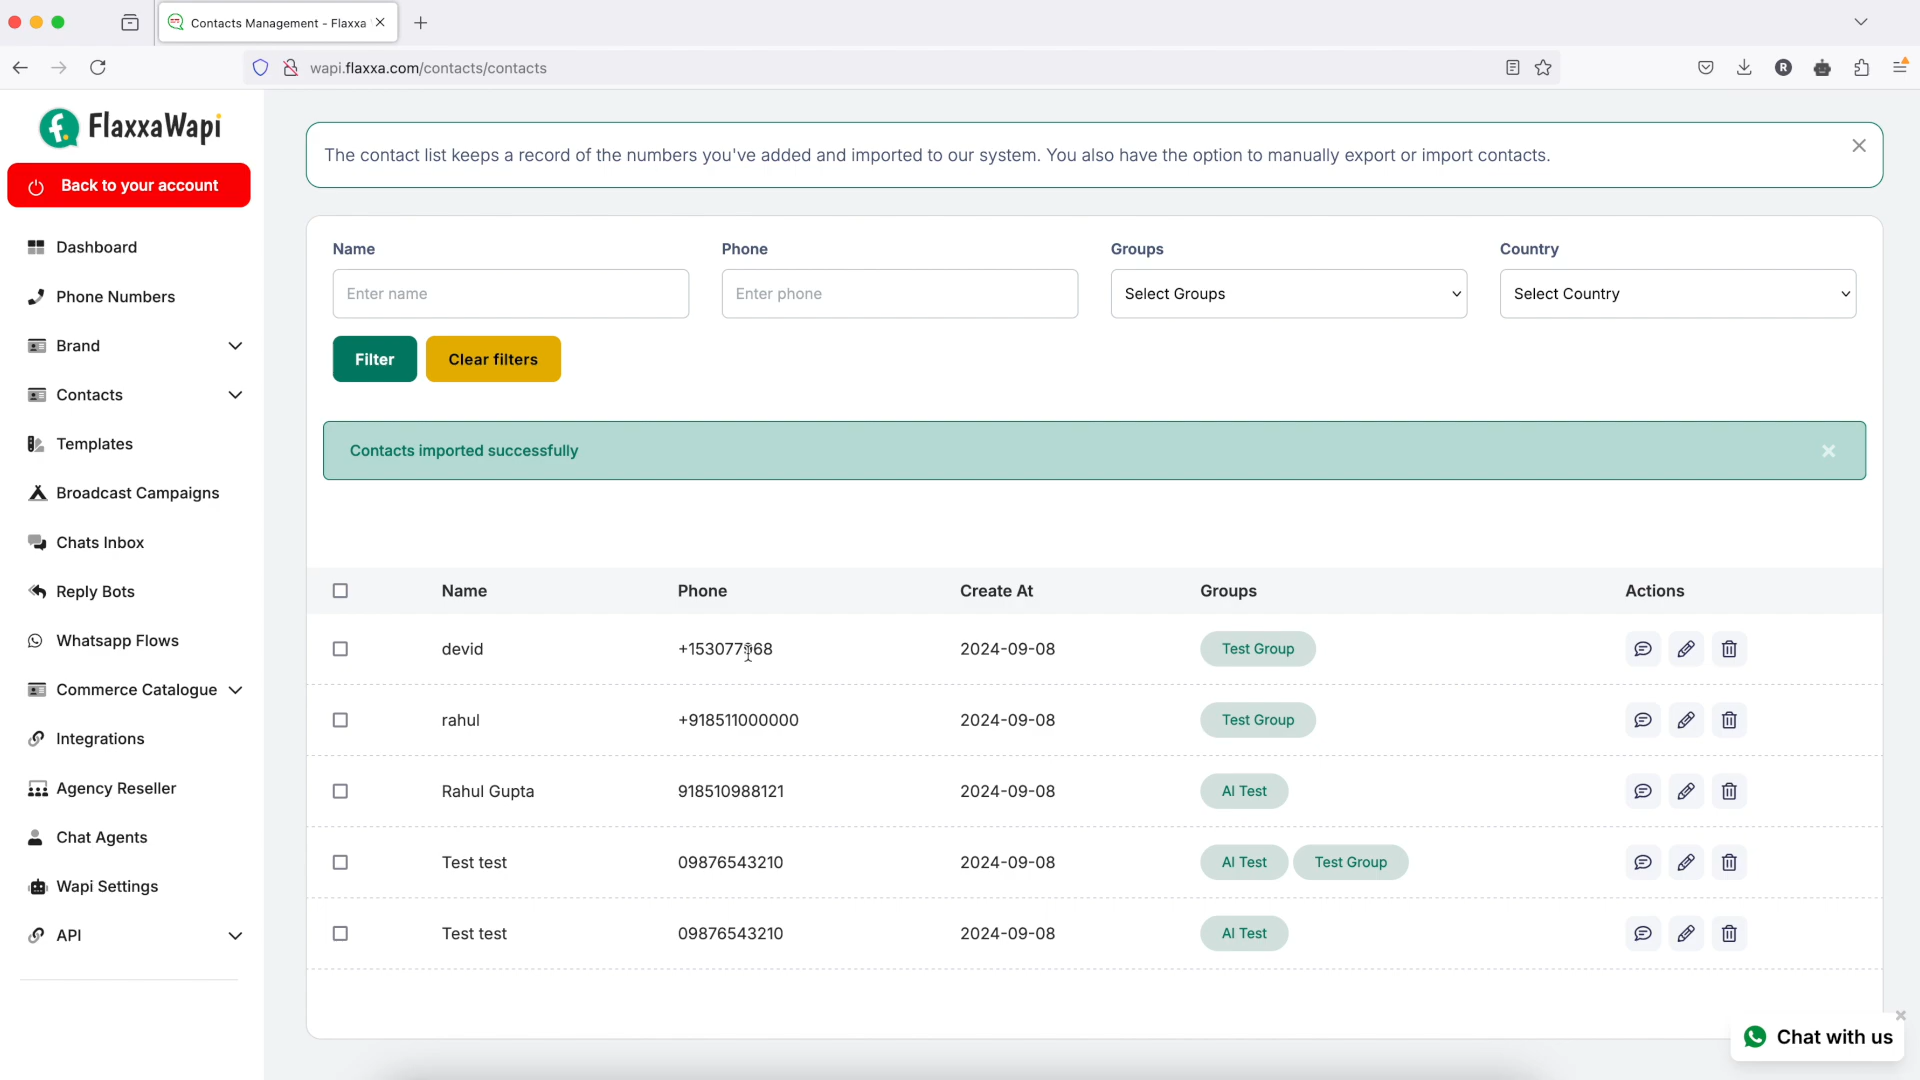 Contacts Management - Flaxxa
wapi.flaxxa.com/contacts/contacts
R
FlaxxaWapi
Back to your account
Dashboard
Phone Numbers
Brand
Contacts
Templates
Broadcast Campaigns
Chats Inbox
Reply Bots
Whatsapp Flows
Commerce Catalogue
Integrations
Agency Reseller
Chat Agents
Wapi Settings
API
The contact list keeps a record of the numbers you've added and imported to our system. You also have the option to manually export or import contacts.
Name Phone Groups Country
Enter name Enter phone Select Groups Select Country
Filter Clear filters
Contacts imported successfully
Name Phone Create At Groups Actions
devid 2024-09-08 Test Group
rahul +918511000000 2024-09-08 Test Group
Rahul Gupta 918510988121 2024-09-08 AI Test
Test test 09876543210 2024-09-08 AI Test Test Group
Test test 09876543210 2024-09-08 AI Test
Chat with us